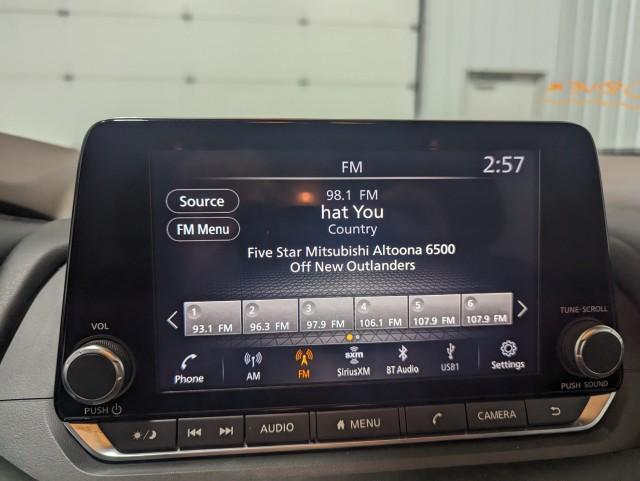 FM
2:57
Source
98.1 FM
hat You
FM Menu
Country
Five Star Mitsubishi Altoona 6500
Off New Outlanders
1 2 3 4 5 6
93.1 FM 96.3 FM 97.9 FM 106.1 FM 107.9 FM 107.9 FM
VOL
TUNE·SCROLL
Phone AM FM sxm SiriusXM BT Audio USB1 Settings
PUSH
PUSH SOUND
AUDIO MENU CAMERA